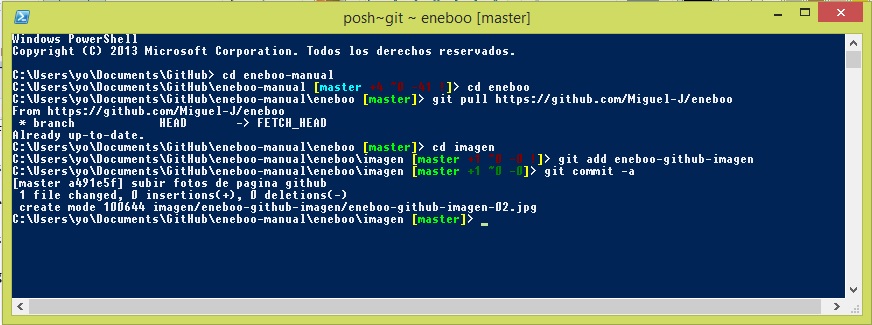 posh~git ~ eneboo [master]
Windows PowerShell
Copyright (C) 2013 Microsoft Corporation. Todos los derechos reservados.
C:\Users\yo\Documents\GitHub> cd eneboo-manual
C:\Users\yo\Documents\GitHub\eneboo-manual [master +4 ~0 -41 !]> cd eneboo
C:\Users\yo\Documents\GitHub\eneboo-manual\eneboo [master]> git pull https://github.com/Miguel-J/eneboo
From https://github.com/Miguel-J/eneboo
* branch HEAD -> FETCH_HEAD
Already up-to-date.
C:\Users\yo\Documents\GitHub\eneboo-manual\eneboo [master]> cd imagen
C:\Users\yo\Documents\GitHub\eneboo-manual\eneboo\imagen [master +1 ~0 -0 !]> git add eneboo-github-imagen
C:\Users\yo\Documents\GitHub\eneboo-manual\eneboo\imagen [master +1 ~0 -0]> git commit -a
[master a491e5f] subir fotos de pagina github
1 file changed, 0 insertions(+), 0 deletions(-)
create mode 100644 imagen/eneboo-github-imagen/eneboo-github-imagen-02.jpg
C:\Users\yo\Documents\GitHub\eneboo-manual\eneboo\imagen [master]> _